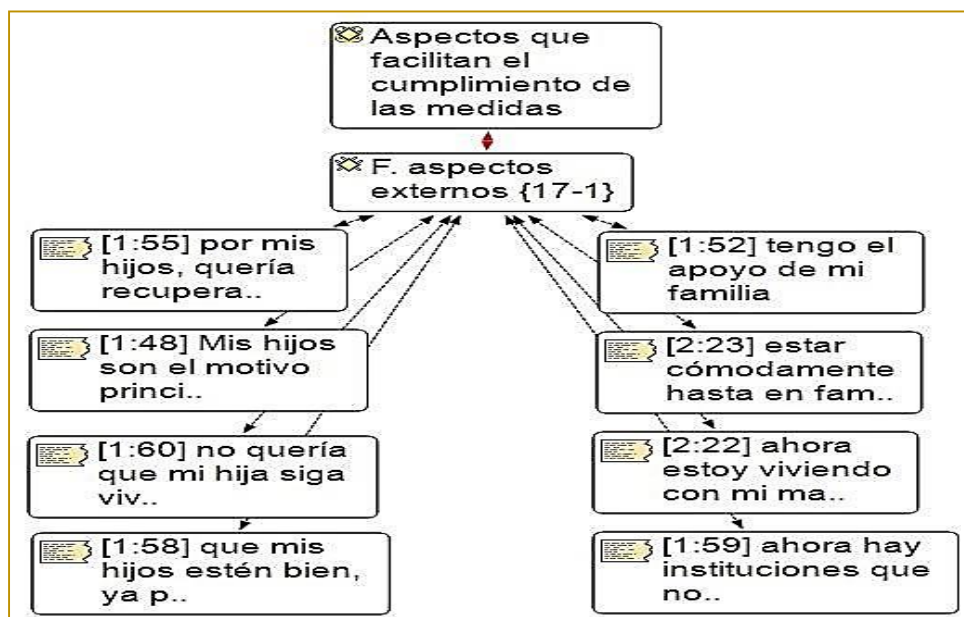 Aspectos que
facilitan el
cumplimiento de
las medidas
F. aspectos
externos {17-1}
[1:55] por mis
hijos, quería
recupera..
[1:48] Mis hijos
son el motivo
princi..
[1:60] no quería
que mi hija siga
viv..
[1:58] que mis
hijos estén bien,
ya p..
[1:52] tengo el
apoyo de mi
familia
[2:23] estar
cómodamente
hasta en fam..
[2:22] ahora
estoy viviendo
con mi ma..
[1:59] ahora hay
instituciones que
no..